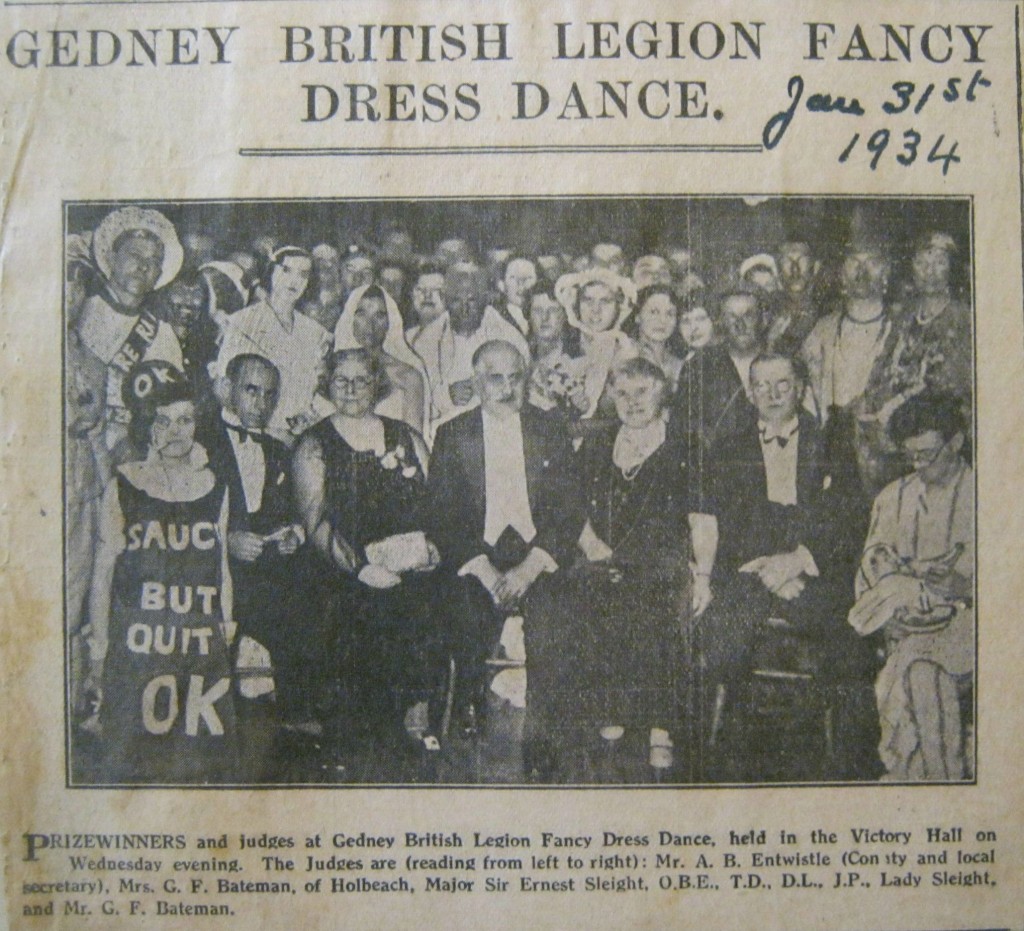 GEDNEY BRITISH LEGION FANCY
DRESS DANCE.
Jan 31st
1934
OK
SAUC
BUT
QUIT
OK
PRIZEWINNERS and judges at Gedney British Legion Fancy Dress Dance, held in the Victory Hall on
Wednesday evening. The Judges are (reading from left to right): Mr. A. B. Entwistle (Con ty and local
secretary), Mrs. G. F. Bateman, of Holbeach, Major Sir Ernest Sleight, O.B.E., T.D., D.L., J.P., Lady Sleight,
and Mr. G. F. Bateman.